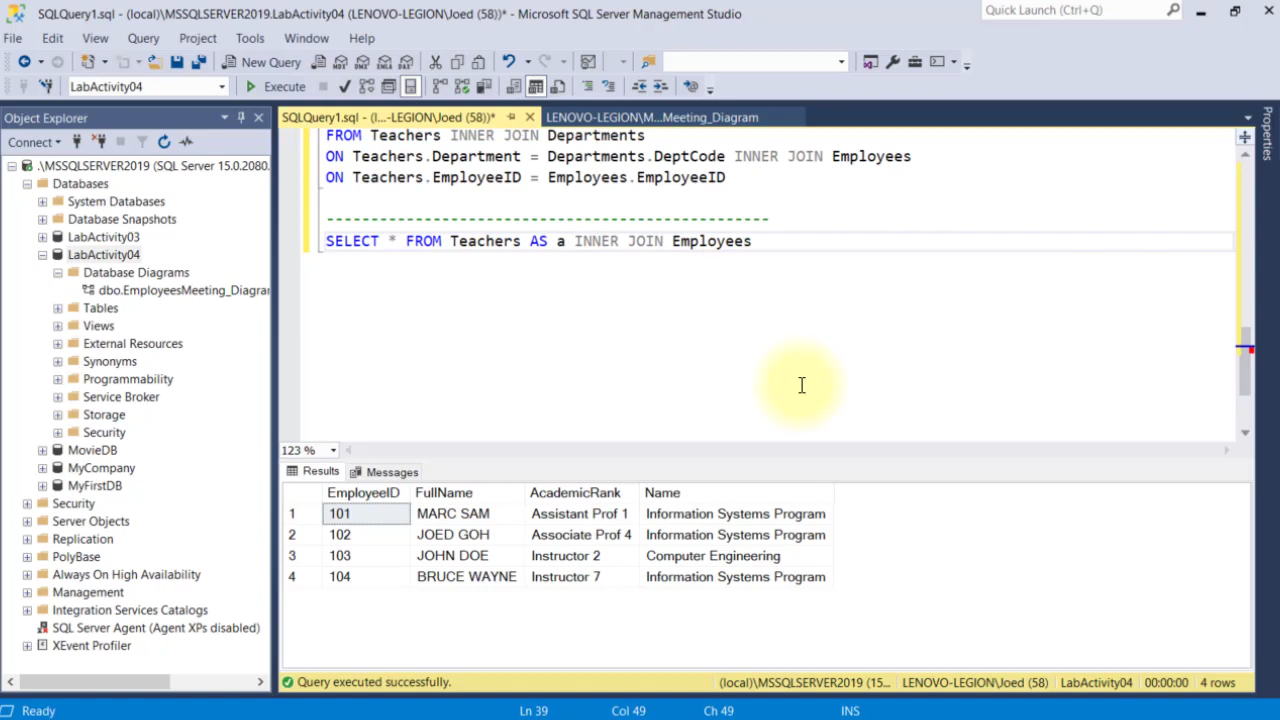 SQLQuery1.sql - (local)\MSSQLSERVER2019.LabActivity04 (LENOVO-LEGION\Joed (58))* - Microsoft SQL Server Management Studio
Quick Launch (Ctrl+Q)
File Edit View Query Project Tools Window Help
New Query
MDX DMX XMLA DAX
LabActivity04
Execute
Object Explorer
SQLQuery1.sql - (l...-LEGION\Joed (58))*
LENOVO-LEGION\M...Meeting_Diagram
Properties
Connect
.\MSSQLSERVER2019 (SQL Server 15.0.2080.
Databases
System Databases
Database Snapshots
LabActivity03
LabActivity04
Database Diagrams
dbo.EmployeesMeeting_Diagran
Tables
Views
External Resources
Synonyms
Programmability
Service Broker
Storage
Security
MovieDB
MyCompany
MyFirstDB
Security
Server Objects
Replication
PolyBase
Always On High Availability
Management
Integration Services Catalogs
SQL Server Agent (Agent XPs disabled)
XEvent Profiler
FROM Teachers INNER JOIN Departments
ON Teachers.Department = Departments.DeptCode INNER JOIN Employees
ON Teachers.EmployeeID = Employees.EmployeeID
--------------------------------------------------
SELECT * FROM Teachers AS a INNER JOIN Employees
123 %
Results Messages
EmployeeID FullName AcademicRank Name
1 101 MARC SAM Assistant Prof 1 Information Systems Program
2 102 JOED GOH Associate Prof 4 Information Systems Program
3 103 JOHN DOE Instructor 2 Computer Engineering
4 104 BRUCE WAYNE Instructor 7 Information Systems Program
Query executed successfully.
(local)\MSSQLSERVER2019 (15... LENOVO-LEGION\Joed (58) LabActivity04 00:00:00 4 rows
Ready Ln 39 Col 49 Ch 49 INS